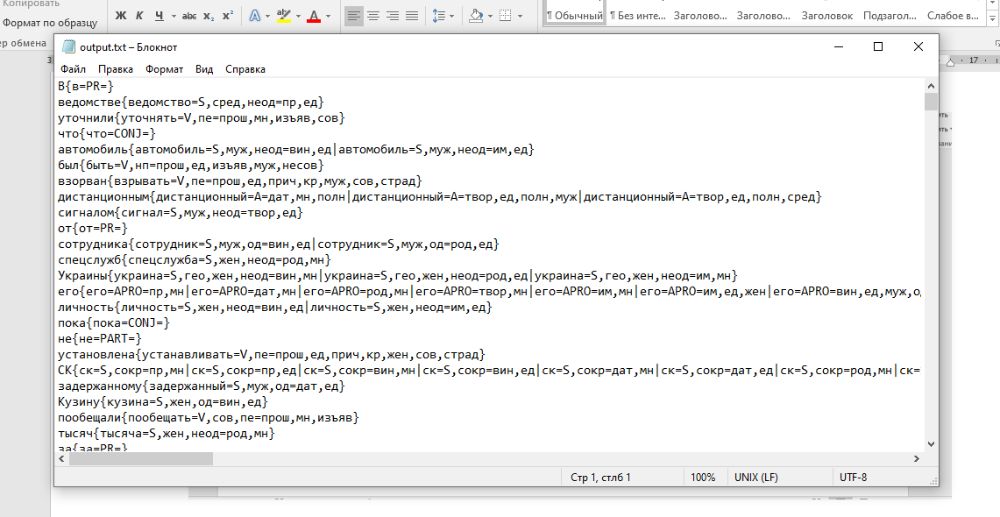 Копировать
Формат по образцу
ер обмена
Ж К Ч abc x₂ x² A aby A
¶ Обычный ¶ Без инте... Заголово... Заголово... Заголовок Подзагол... Слабое в...
3
17
output.txt – Блокнот
Файл Правка Формат Вид Справка
В{в=PR=}
ведомстве{ведомство=S,сред,неод=пр,ед}
уточнили{уточнять=V,пе=прош,мн,изъяв,сов}
что{что=CONJ=}
автомобиль{автомобиль=S,муж,неод=вин,ед|автомобиль=S,муж,неод=им,ед}
был{быть=V,нп=прош,ед,изъяв,муж,несов}
взорван{взрывать=V,пе=прош,ед,прич,кр,муж,сов,страд}
дистанционным{дистанционный=A=дат,мн,полн|дистанционный=A=твор,ед,полн,муж|дистанционный=A=твор,ед,полн,сред}
сигналом{сигнал=S,муж,неод=твор,ед}
от{от=PR=}
сотрудника{сотрудник=S,муж,од=вин,ед|сотрудник=S,муж,од=род,ед}
спецслужб{спецслужба=S,жен,неод=род,мн}
Украины{украина=S,гео,жен,неод=вин,мн|украина=S,гео,жен,неод=род,ед|украина=S,гео,жен,неод=им,мн}
его{его=APRO=пр,мн|его=APRO=дат,мн|его=APRO=род,мн|его=APRO=твор,мн|его=APRO=им,мн|его=APRO=им,ед,жен|его=APRO=вин,ед,муж,о
личность{личность=S,жен,неод=вин,ед|личность=S,жен,неод=им,ед}
пока{пока=CONJ=}
не{не=PART=}
установлена{устанавливать=V,пе=прош,ед,прич,кр,жен,сов,страд}
СК{ск=S,сокр=пр,мн|ск=S,сокр=пр,ед|ск=S,сокр=вин,мн|ск=S,сокр=вин,ед|ск=S,сокр=дат,мн|ск=S,сокр=дат,ед|ск=S,сокр=род,мн|ск=
задержанному{задержанный=S,муж,од=дат,ед}
Кузину{кузина=S,жен,од=вин,ед}
пообещали{пообещать=V,сов,пе=прош,мн,изъяв}
тысяч{тысяча=S,жен,неод=род,мн}
за{за=PR=}
Стр 1, стлб 1 100% UNIX (LF) UTF-8